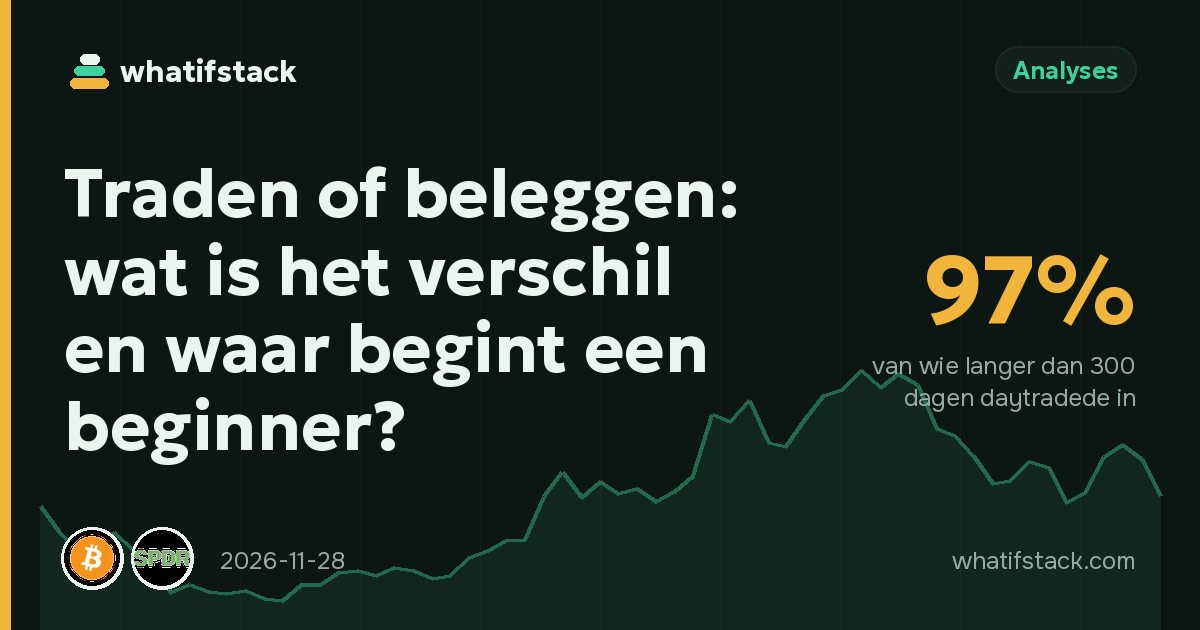 whatifstack
Analyses
Traden of beleggen:
wat is het verschil
en waar begint een
beginner?
97%
van wie langer dan 300
dagen daytradede in
SPDR
2026-11-28
whatifstack.com